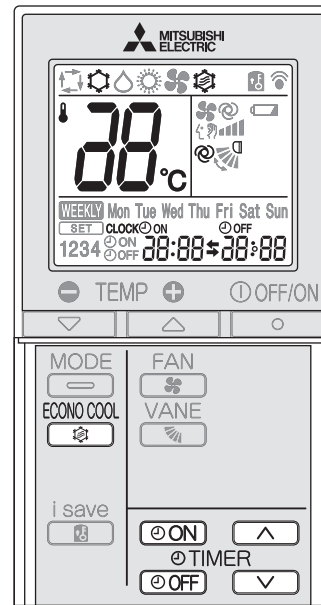 MITSUBISHI
ELECTRIC
88°C
WEEKLY Mon Tue Wed Thu Fri Sat Sun
SET CLOCK ON OFF
1234 ON OFF 88:88 88:88
TEMP OFF/ON
MODE FAN
ECONO COOL VANE
i save
ON
TIMER
OFF